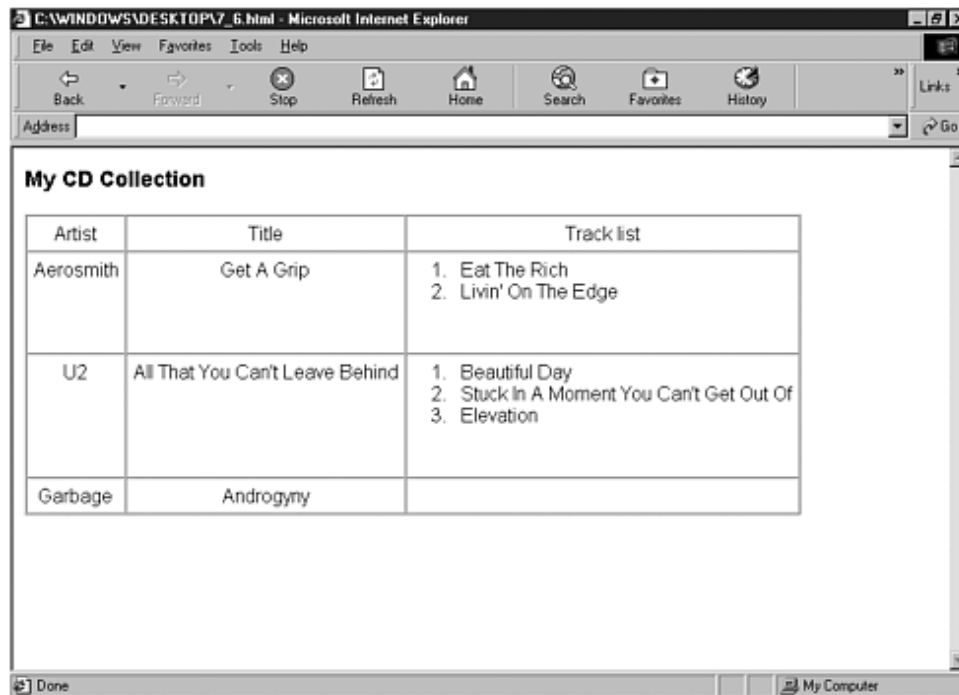 C:\WINDOWS\DESKTOP\7_6.html - Microsoft Internet Explorer
File Edit View Favorites Tools Help
Back Forward Stop Refresh Home Search Favorites History » Links »
Address Go
My CD Collection
Artist Title Track list
Aerosmith Get A Grip 1. Eat The Rich
2. Livin' On The Edge
U2 All That You Can't Leave Behind 1. Beautiful Day
2. Stuck In A Moment You Can't Get Out Of
3. Elevation
Garbage Androgyny
Done My Computer